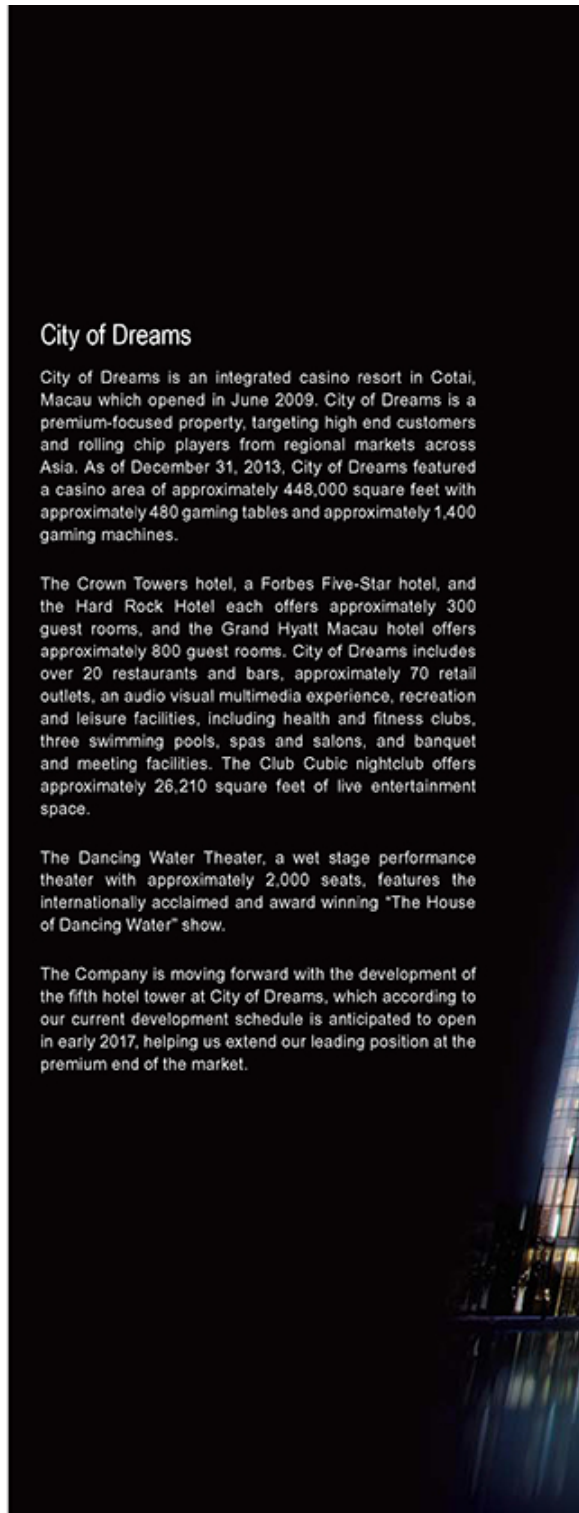 City of Dreams
City of Dreams is an integrated casino resort in Cotai,
Macau which opened in June 2009. City of Dreams is a
premium-focused property, targeting high end customers
and rolling chip players from regional markets across
Asia. As of December 31, 2013, City of Dreams featured
a casino area of approximately 448,000 square feet with
approximately 480 gaming tables and approximately 1,400
gaming machines.
The Crown Towers hotel, a Forbes Five-Star hotel, and
the Hard Rock Hotel each offers approximately 300
guest rooms, and the Grand Hyatt Macau hotel offers
approximately 800 guest rooms. City of Dreams includes
over 20 restaurants and bars, approximately 70 retail
outlets, an audio visual multimedia experience, recreation
and leisure facilities, including health and fitness clubs,
three swimming pools, spas and salons, and banquet
and meeting facilities. The Club Cubic nightclub offers
approximately 26,210 square feet of live entertainment
space.
The Dancing Water Theater, a wet stage performance
theater with approximately 2,000 seats, features the
internationally acclaimed and award winning “The House
of Dancing Water” show.
The Company is moving forward with the development of
the fifth hotel tower at City of Dreams, which according to
our current development schedule is anticipated to open
in early 2017, helping us extend our leading position at the
premium end of the market.